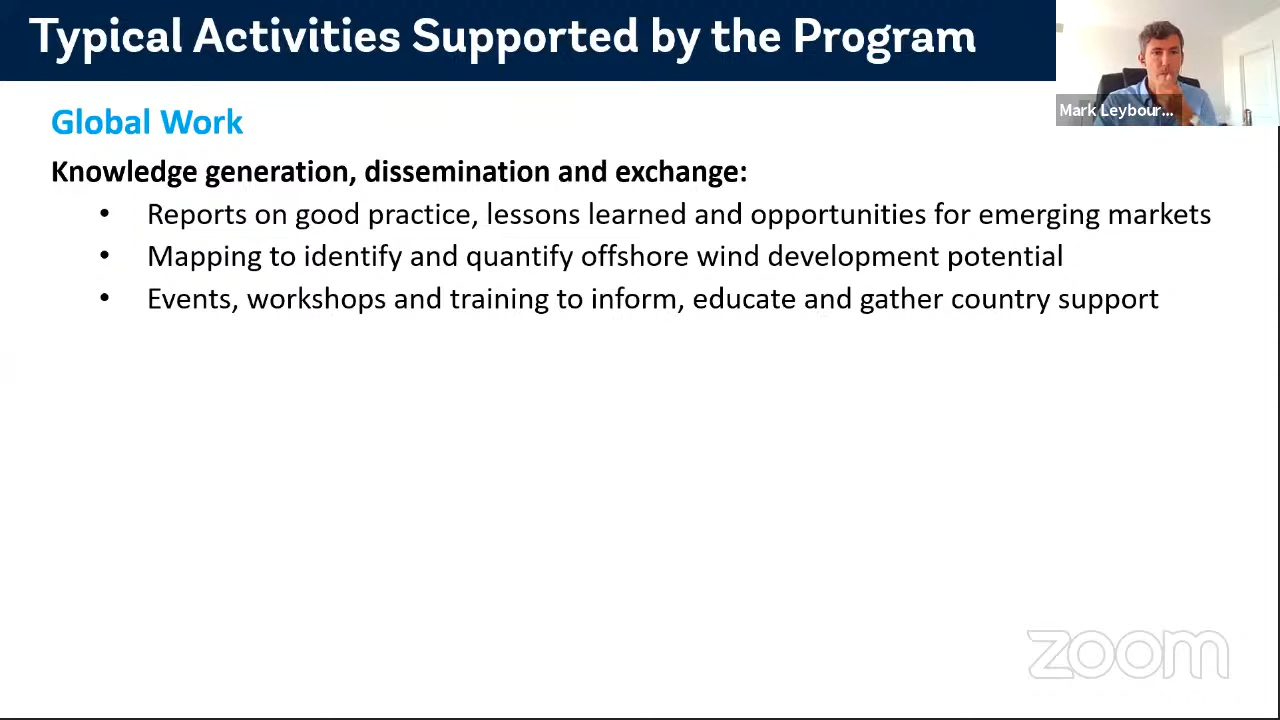 Typical Activities Supported by the Program
Mark Leybour...
Global Work
Knowledge generation, dissemination and exchange:
• Reports on good practice, lessons learned and opportunities for emerging markets
• Mapping to identify and quantify offshore wind development potential
• Events, workshops and training to inform, educate and gather country support
zoom